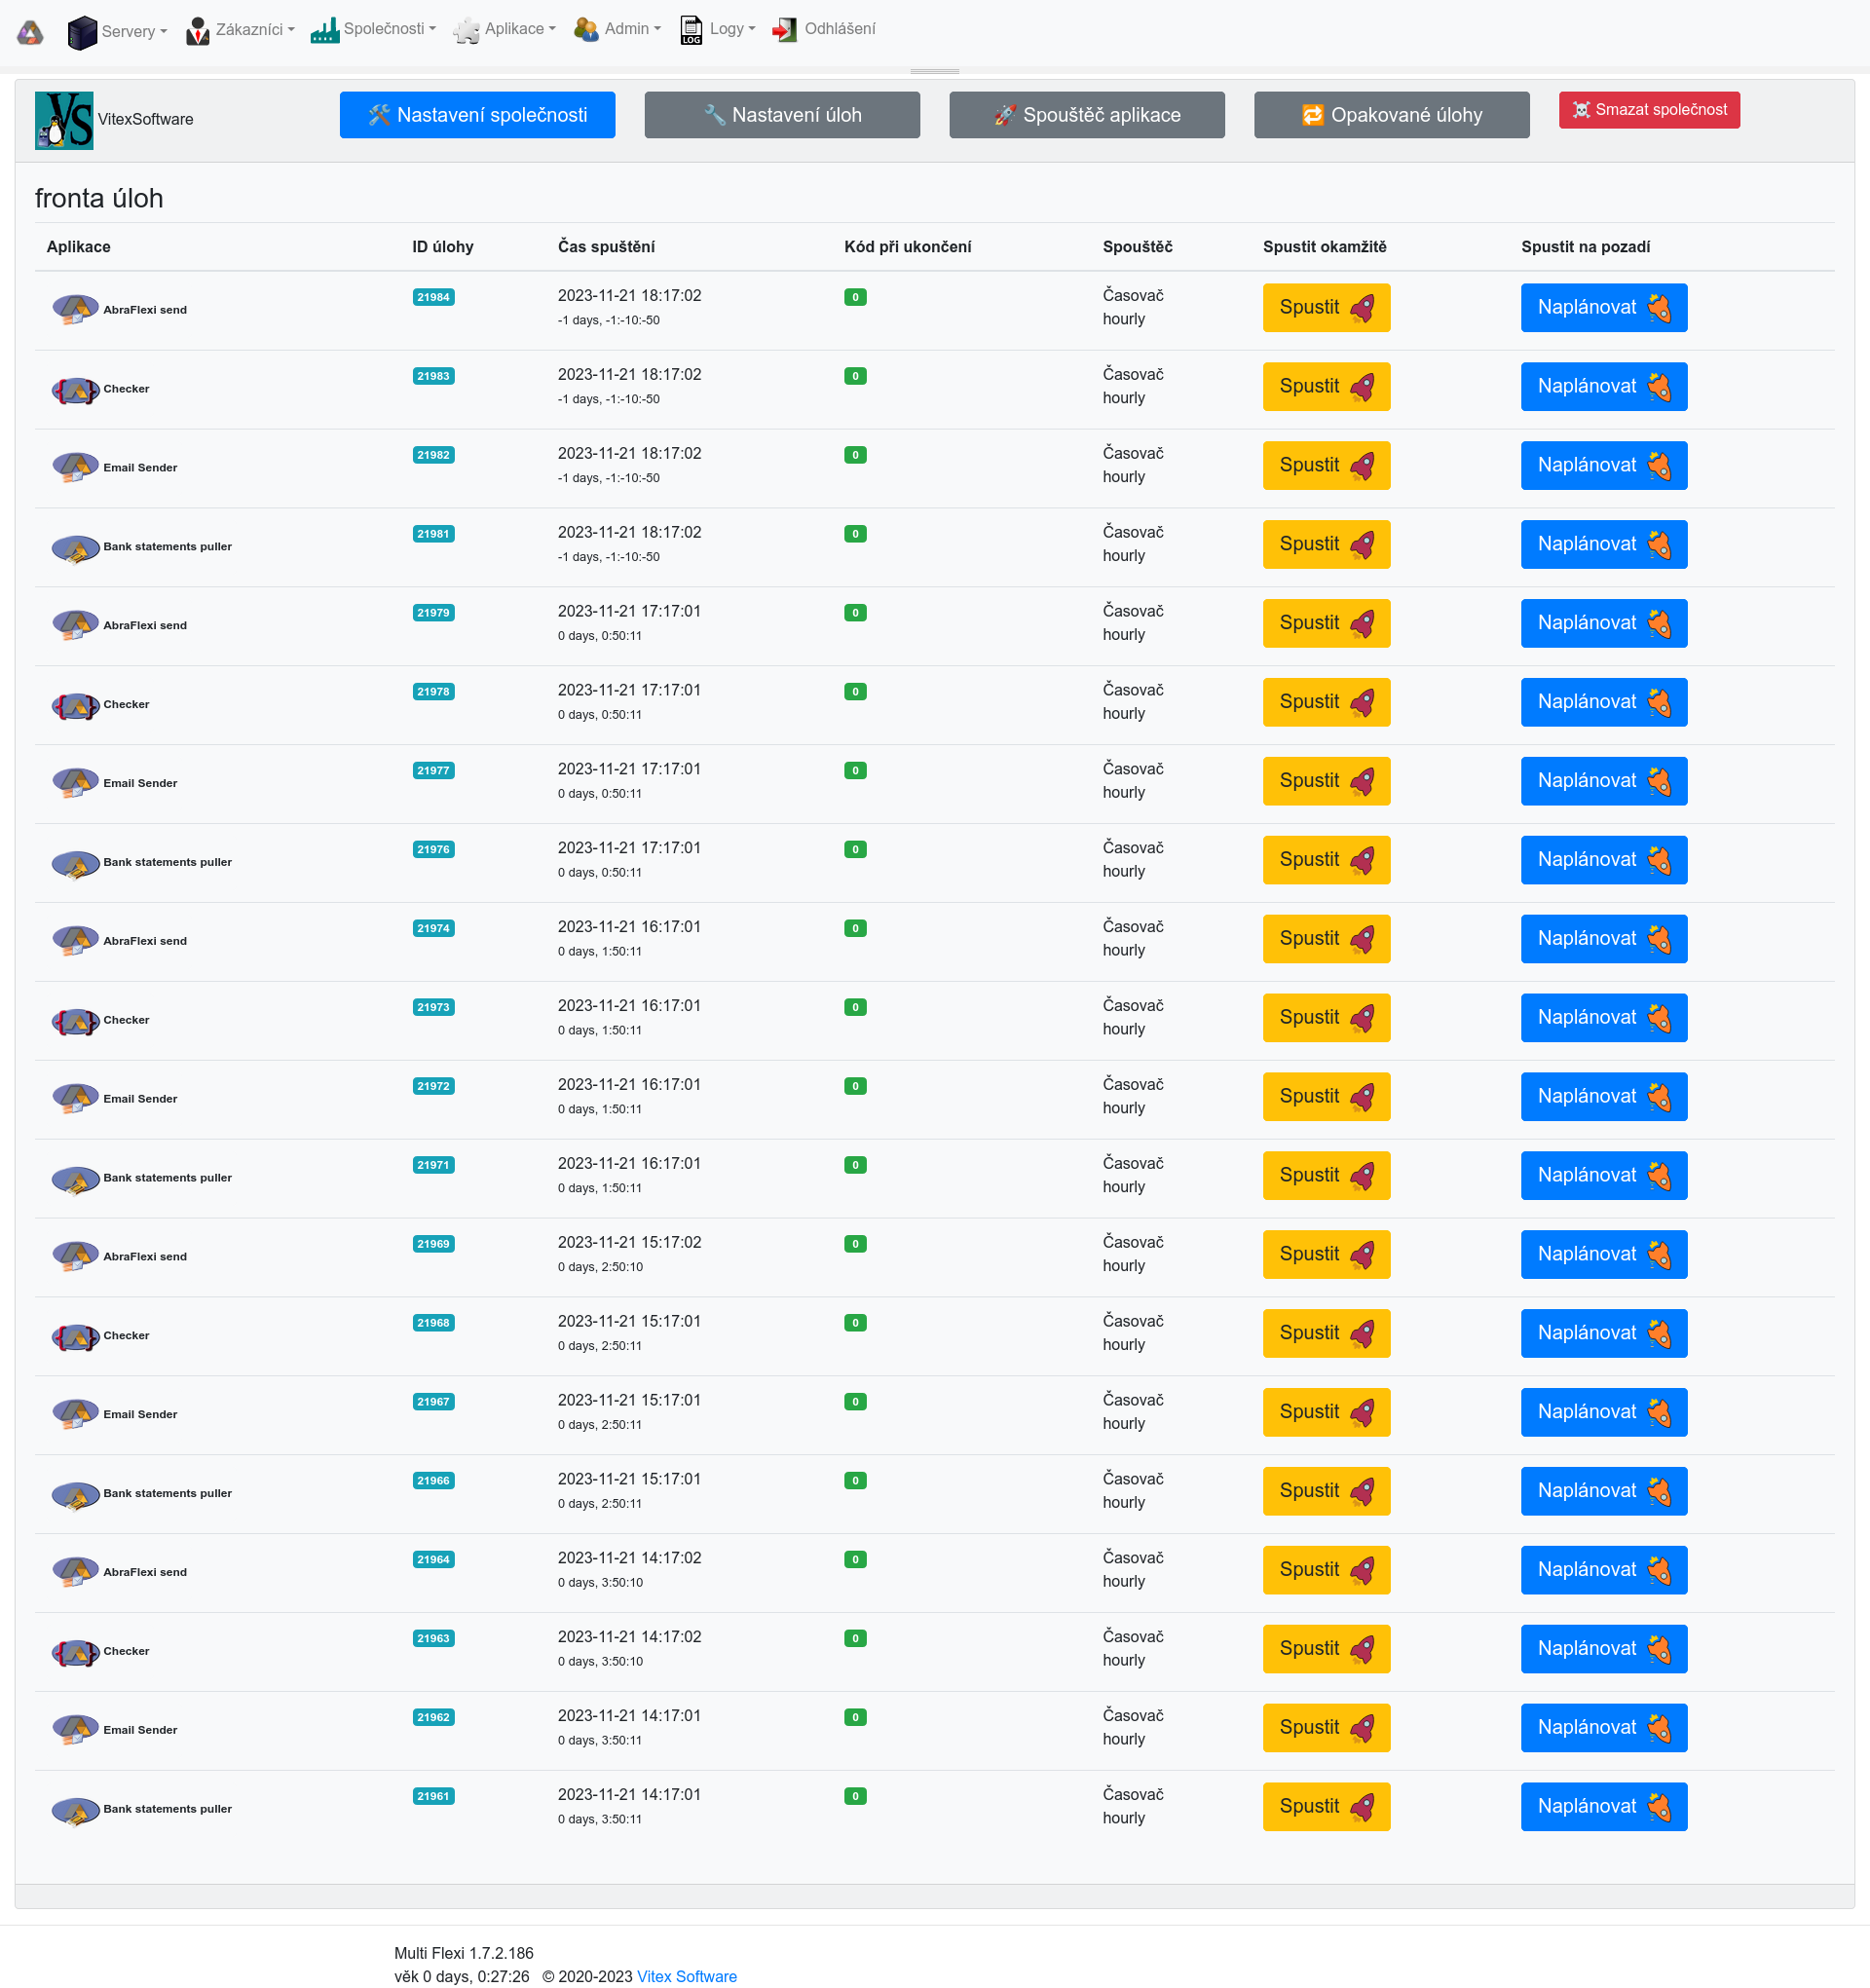 Servery Zákazníci Společnosti Aplikace Admin LOG Logy Odhlášení
VS VitexSoftware Nastavení společnosti Nastavení úloh Spouštěč aplikace Opakované úlohy Smazat společnost
fronta úloh
Aplikace ID úlohy Čas spuštění Kód při ukončení Spouštěč Spustit okamžitě Spustit na pozadí
AbraFlexi send 21984 2023-11-21 18:17:02 0 Časovač Spustit Naplánovat
-1 days, -1:-10:-50 hourly
Checker 21983 2023-11-21 18:17:02 0 Časovač Spustit Naplánovat
-1 days, -1:-10:-50 hourly
Email Sender 21982 2023-11-21 18:17:02 0 Časovač Spustit Naplánovat
-1 days, -1:-10:-50 hourly
Bank statements puller 21981 2023-11-21 18:17:02 0 Časovač Spustit Naplánovat
-1 days, -1:-10:-50 hourly
AbraFlexi send 21979 2023-11-21 17:17:01 0 Časovač Spustit Naplánovat
0 days, 0:50:11 hourly
Checker 21978 2023-11-21 17:17:01 0 Časovač Spustit Naplánovat
0 days, 0:50:11 hourly
Email Sender 21977 2023-11-21 17:17:01 0 Časovač Spustit Naplánovat
0 days, 0:50:11 hourly
Bank statements puller 21976 2023-11-21 17:17:01 0 Časovač Spustit Naplánovat
0 days, 0:50:11 hourly
AbraFlexi send 21974 2023-11-21 16:17:01 0 Časovač Spustit Naplánovat
0 days, 1:50:11 hourly
Checker 21973 2023-11-21 16:17:01 0 Časovač Spustit Naplánovat
0 days, 1:50:11 hourly
Email Sender 21972 2023-11-21 16:17:01 0 Časovač Spustit Naplánovat
0 days, 1:50:11 hourly
Bank statements puller 21971 2023-11-21 16:17:01 0 Časovač Spustit Naplánovat
0 days, 1:50:11 hourly
AbraFlexi send 21969 2023-11-21 15:17:02 0 Časovač Spustit Naplánovat
0 days, 2:50:10 hourly
Checker 21968 2023-11-21 15:17:01 0 Časovač Spustit Naplánovat
0 days, 2:50:11 hourly
Email Sender 21967 2023-11-21 15:17:01 0 Časovač Spustit Naplánovat
0 days, 2:50:11 hourly
Bank statements puller 21966 2023-11-21 15:17:01 0 Časovač Spustit Naplánovat
0 days, 2:50:11 hourly
AbraFlexi send 21964 2023-11-21 14:17:02 0 Časovač Spustit Naplánovat
0 days, 3:50:10 hourly
Checker 21963 2023-11-21 14:17:02 0 Časovač Spustit Naplánovat
0 days, 3:50:10 hourly
Email Sender 21962 2023-11-21 14:17:01 0 Časovač Spustit Naplánovat
0 days, 3:50:11 hourly
Bank statements puller 21961 2023-11-21 14:17:01 0 Časovač Spustit Naplánovat
0 days, 3:50:11 hourly
Multi Flexi 1.7.2.186
věk 0 days, 0:27:26 © 2020-2023 Vitex Software